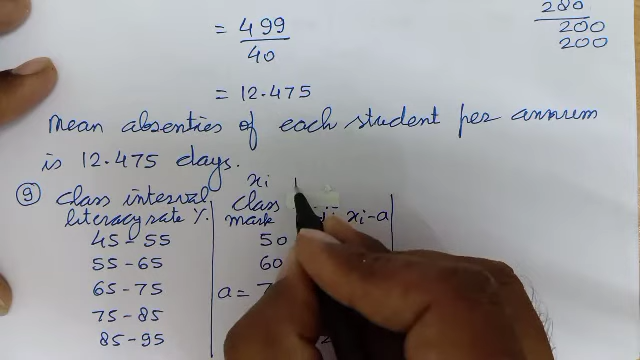 = 499
40
280
200
200
= 12.475
mean absenties of each student per annum
is 12.475 days.
xi
9 class interval class
literacy rate %. mark xi-a
45-55 50
55-65 60
65-75 a = 7
75-85
85-95